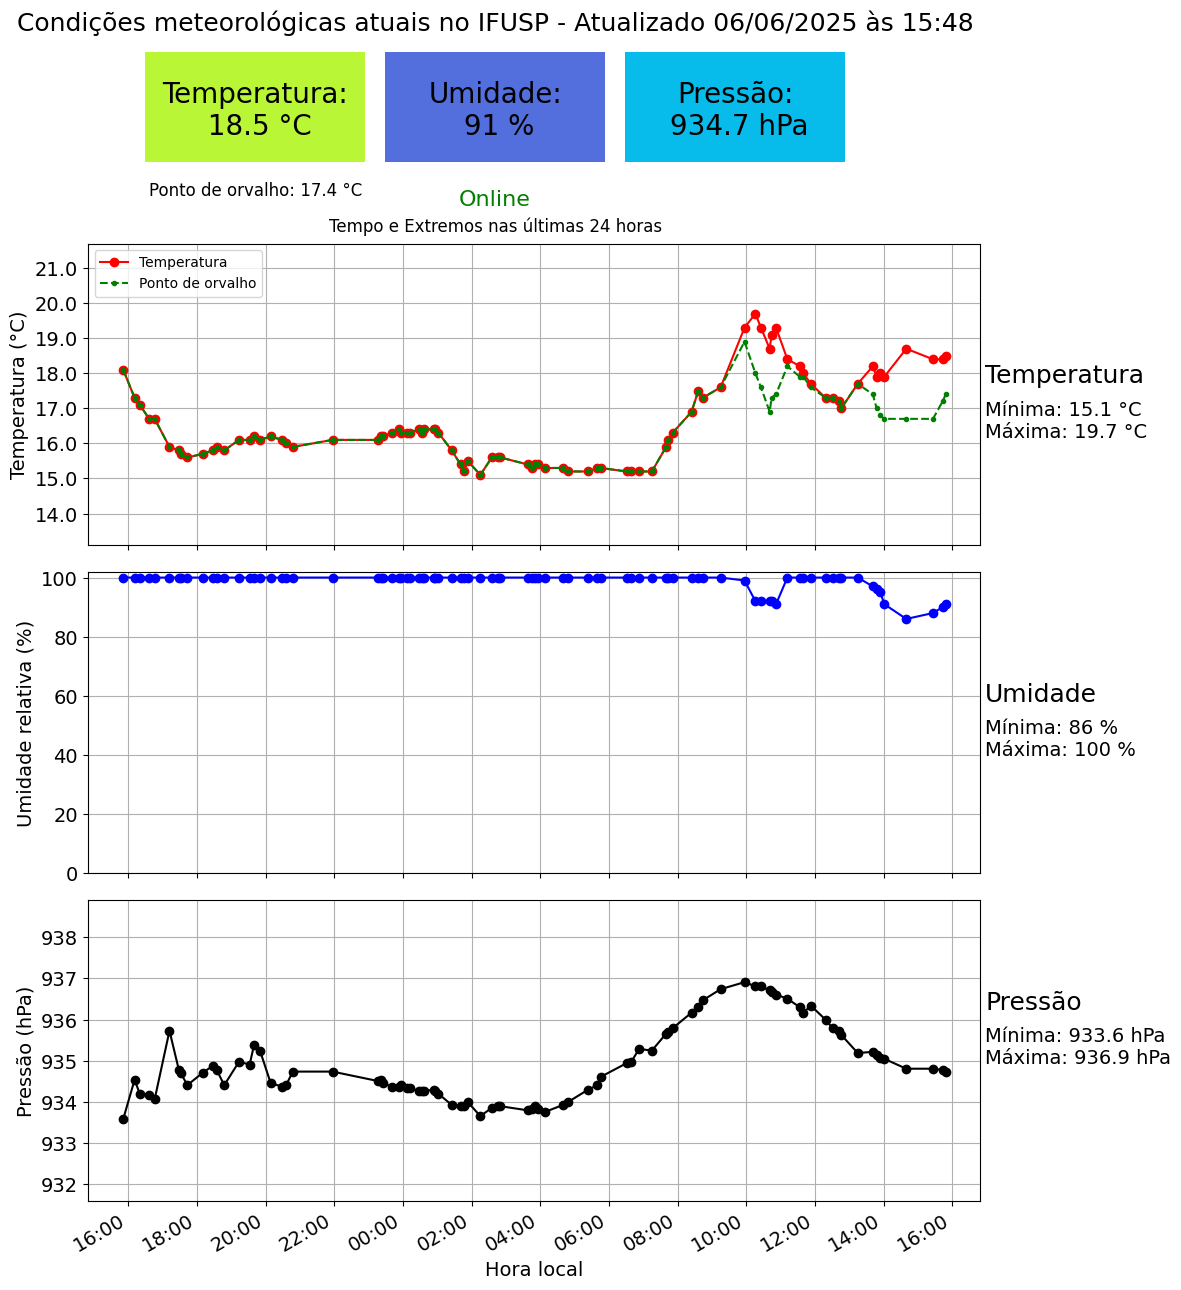 Condições meteorológicas atuais no IFUSP - Atualizado 06/06/2025 às 15:48
Temperatura:
18.5 °C
Umidade:
91 %
Pressão:
934.7 hPa
Ponto de orvalho: 17.4 °C
Online
Tempo e Extremos nas últimas 24 horas
Temperatura (°C)
21.0
20.0
19.0
18.0
17.0
16.0
15.0
14.0
Temperatura
Ponto de orvalho
Temperatura
Mínima: 15.1 °C
Máxima: 19.7 °C
Umidade relativa (%)
100
80
60
40
20
0
Umidade
Mínima: 86 %
Máxima: 100 %
Pressão (hPa)
938
937
936
935
934
933
932
Pressão
Mínima: 933.6 hPa
Máxima: 936.9 hPa
16:00
18:00
20:00
22:00
00:00
02:00
04:00
06:00
08:00
10:00
12:00
14:00
16:00
Hora local